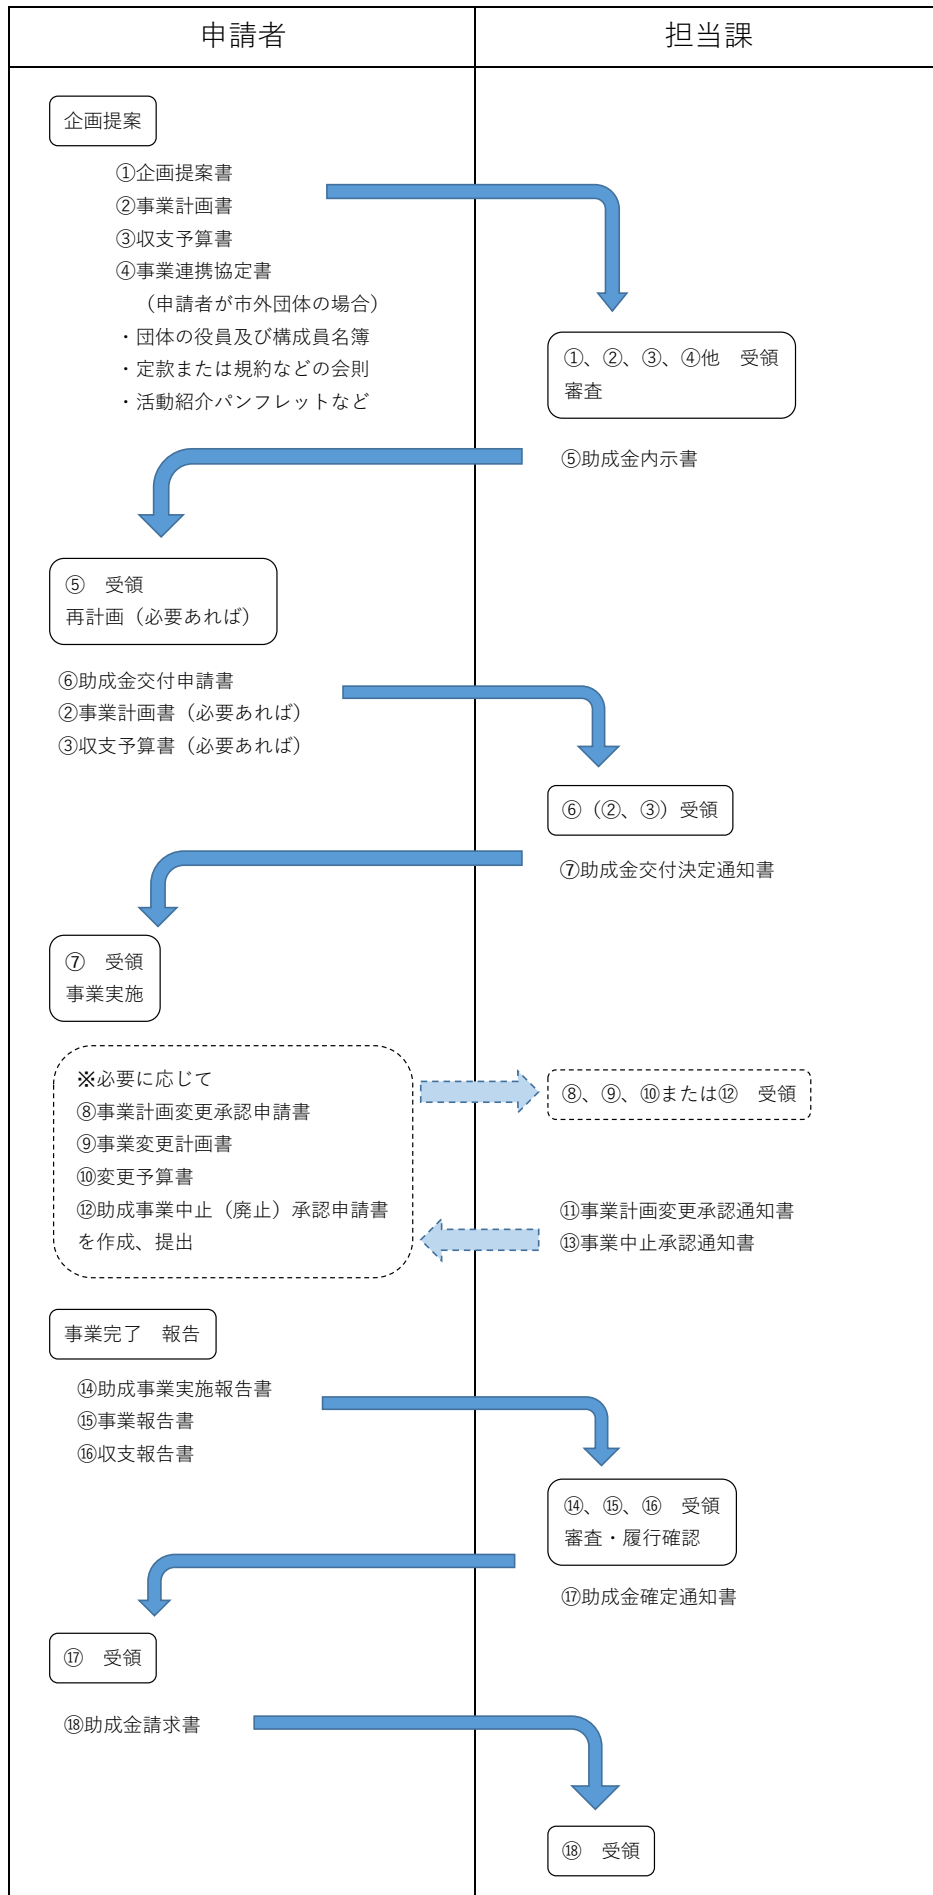 申請者
担当課
企画提案
①企画提案書
②事業計画書
③収支予算書
④事業連携協定書
（申請者が市外団体の場合）
・団体の役員及び構成員名簿
・定款または規約などの会則
・活動紹介パンフレットなど
①、②、③、④他　受領
審査
⑤助成金内示書
⑤　受領
再計画（必要あれば）
⑥助成金交付申請書
②事業計画書（必要あれば）
③収支予算書（必要あれば）
⑥（②、③）受領
⑦助成金交付決定通知書
⑦　受領
事業実施
※必要に応じて
⑧事業計画変更承認申請書
⑨事業変更計画書
⑩変更予算書
⑫助成事業中止（廃止）承認申請書
を作成、提出
⑧、⑨、⑩または⑫　受領
⑪事業計画変更承認通知書
⑬事業中止承認通知書
事業完了　報告
⑭助成事業実施報告書
⑮事業報告書
⑯収支報告書
⑭、⑮、⑯　受領
審査・履行確認
⑰助成金確定通知書
⑰　受領
⑱助成金請求書
⑱　受領